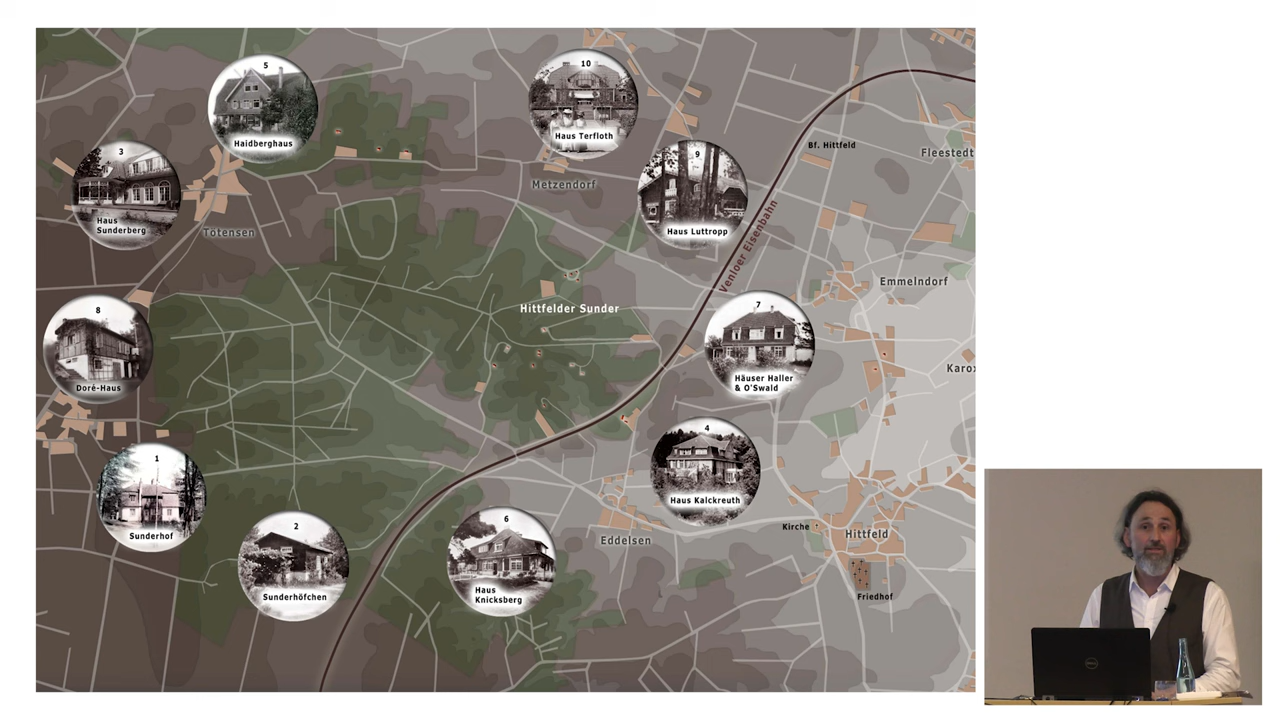 5
Haidberghaus
10
Haus Terfloth
3
Haus
Sunderberg
9
Haus Luttropp
Bf. Hittfeld
Fleestedt
Metzendorf
Tötensen
Venloer Eisenbahn
Emmelndorf
Hittfelder Sunder
8
Doré-Haus
7
Häuser Haller
& O'Swald
Karox
4
Haus Kalckreuth
1
Sunderhof
2
Sunderhöfchen
6
Haus
Knicksberg
Eddelsen
Kirche
Hittfeld
Friedhof
DELL